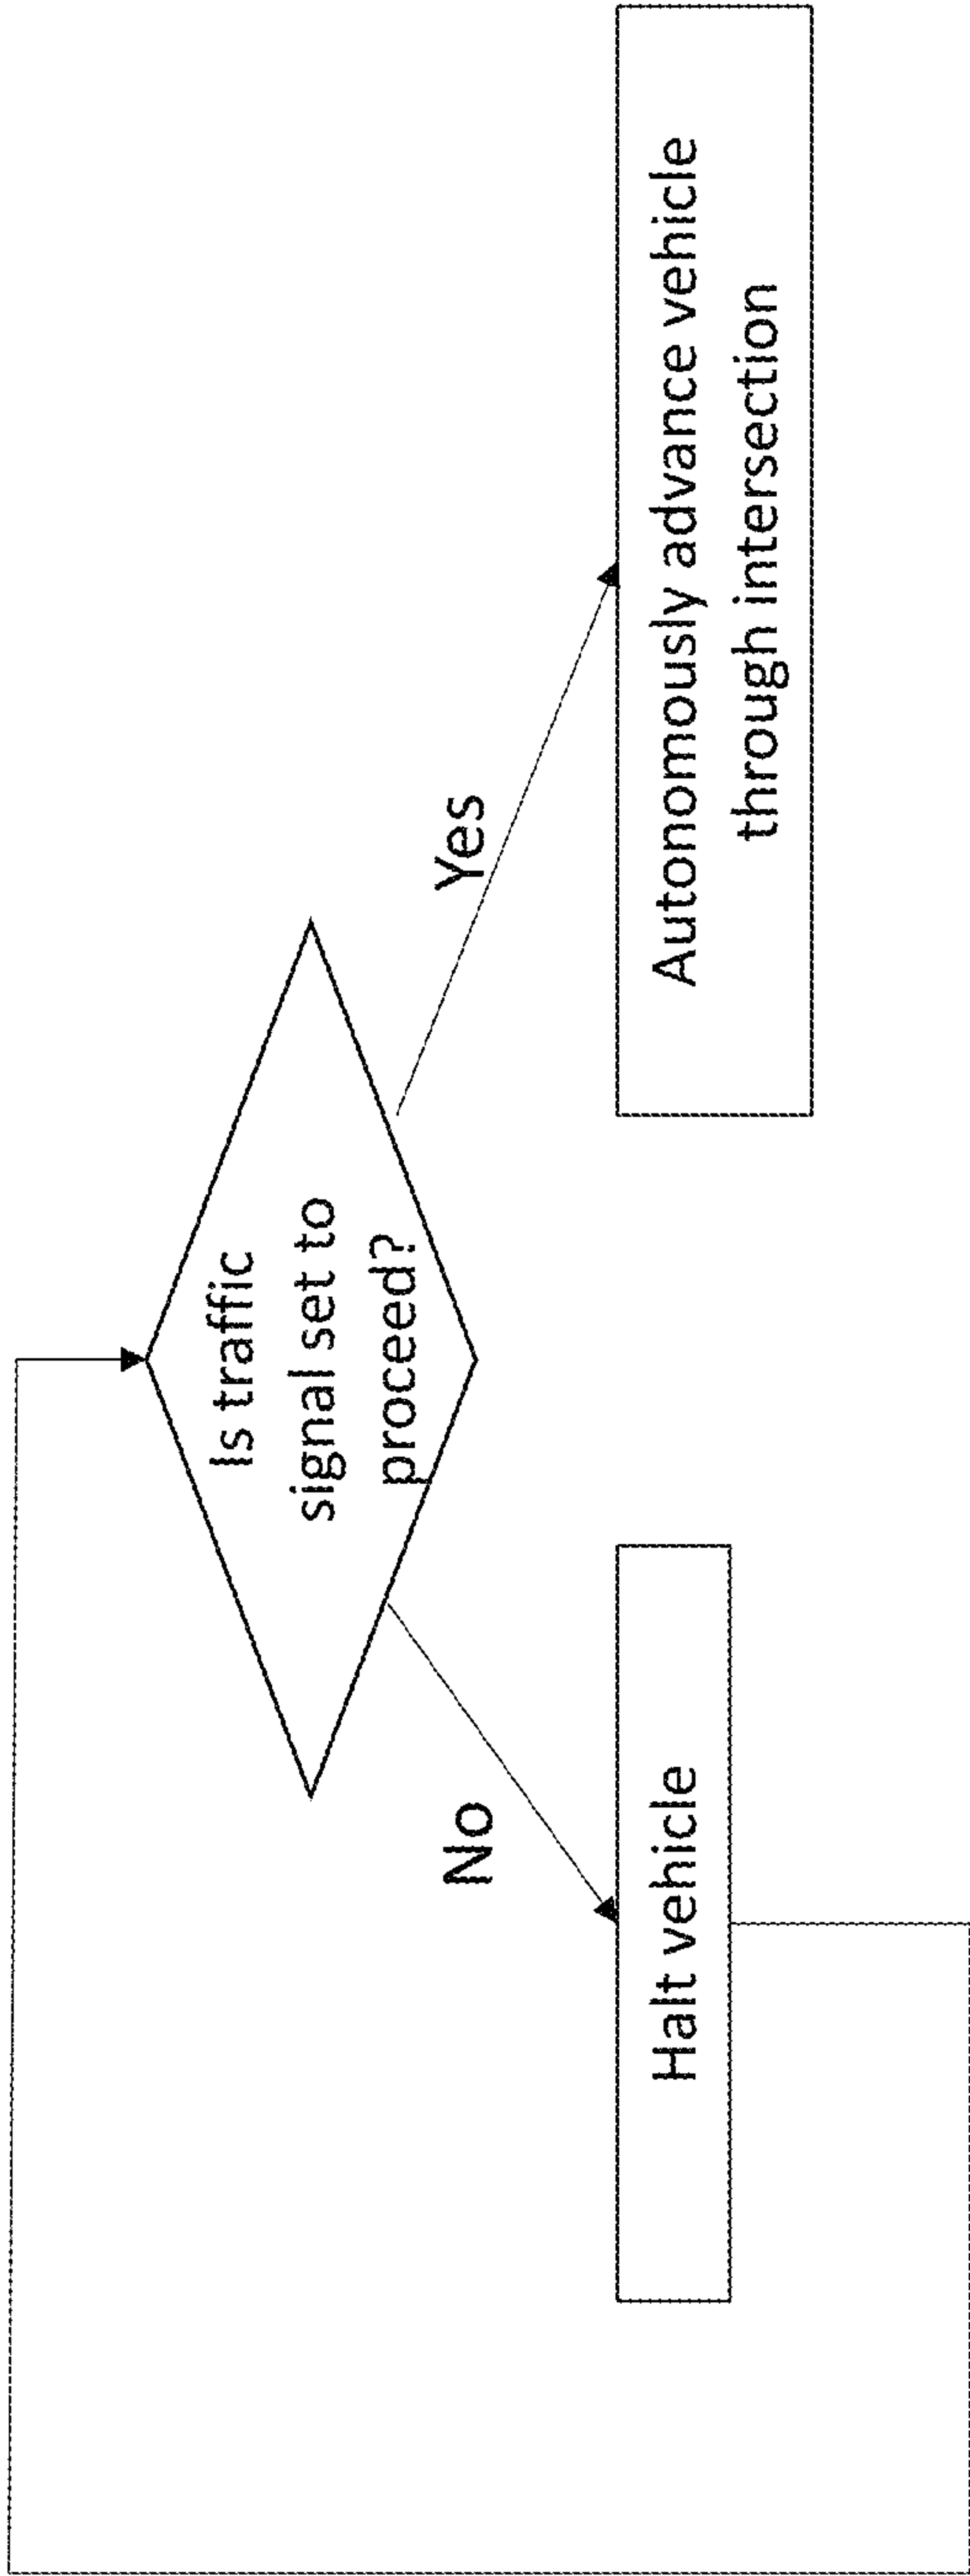 Is traffic
signal set to
proceed?
No
Yes
Halt vehicle
Autonomously advance vehicle
through intersection